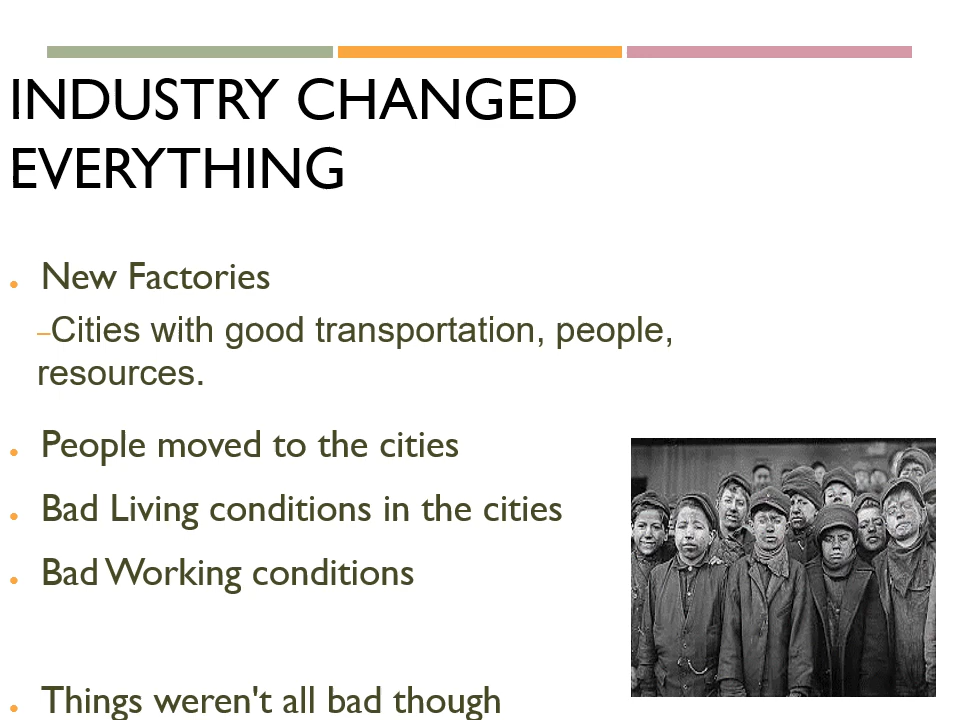 INDUSTRY CHANGED
EVERYTHING
• New Factories
–Cities with good transportation, people,
resources.
• People moved to the cities
• Bad Living conditions in the cities
• Bad Working conditions
• Things weren't all bad though